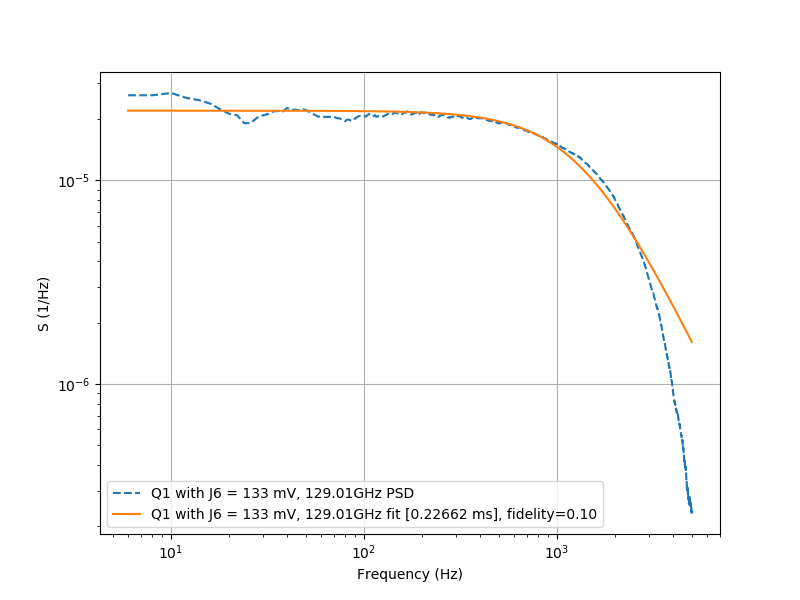 10⁻⁵
10⁻⁶
S (1/Hz)
Q1 with J6 = 133 mV, 129.01GHz PSD
Q1 with J6 = 133 mV, 129.01GHz fit [0.22662 ms], fidelity=0.10
10¹ 10² 10³
Frequency (Hz)